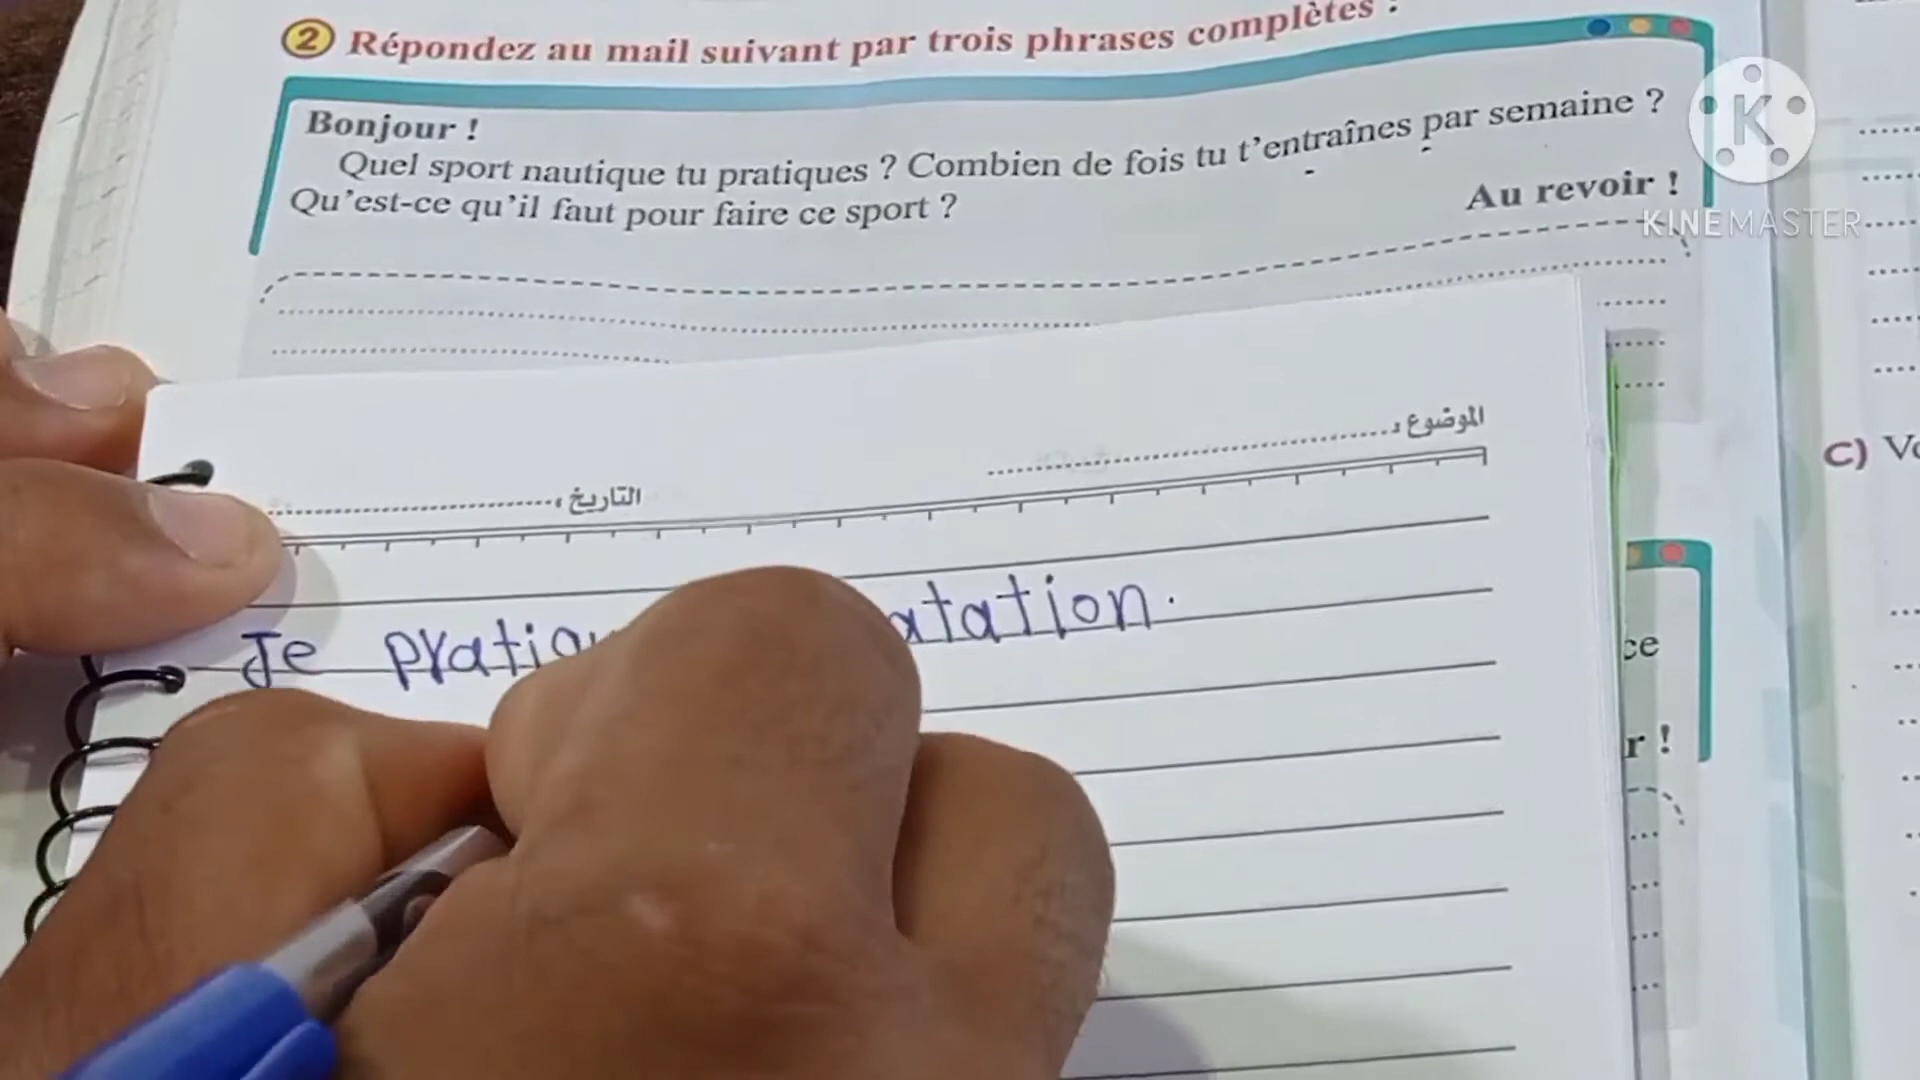 2 Répondez au mail suivant par trois phrases complètes :
Bonjour !
Quel sport nautique tu pratiques ? Combien de fois tu t'entraînes par semaine ?
Qu'est-ce qu'il faut pour faire ce sport ?
Au revoir !
K
KINEMASTER
الموضوع :
التاريخ :
Je
C)
ce
r !